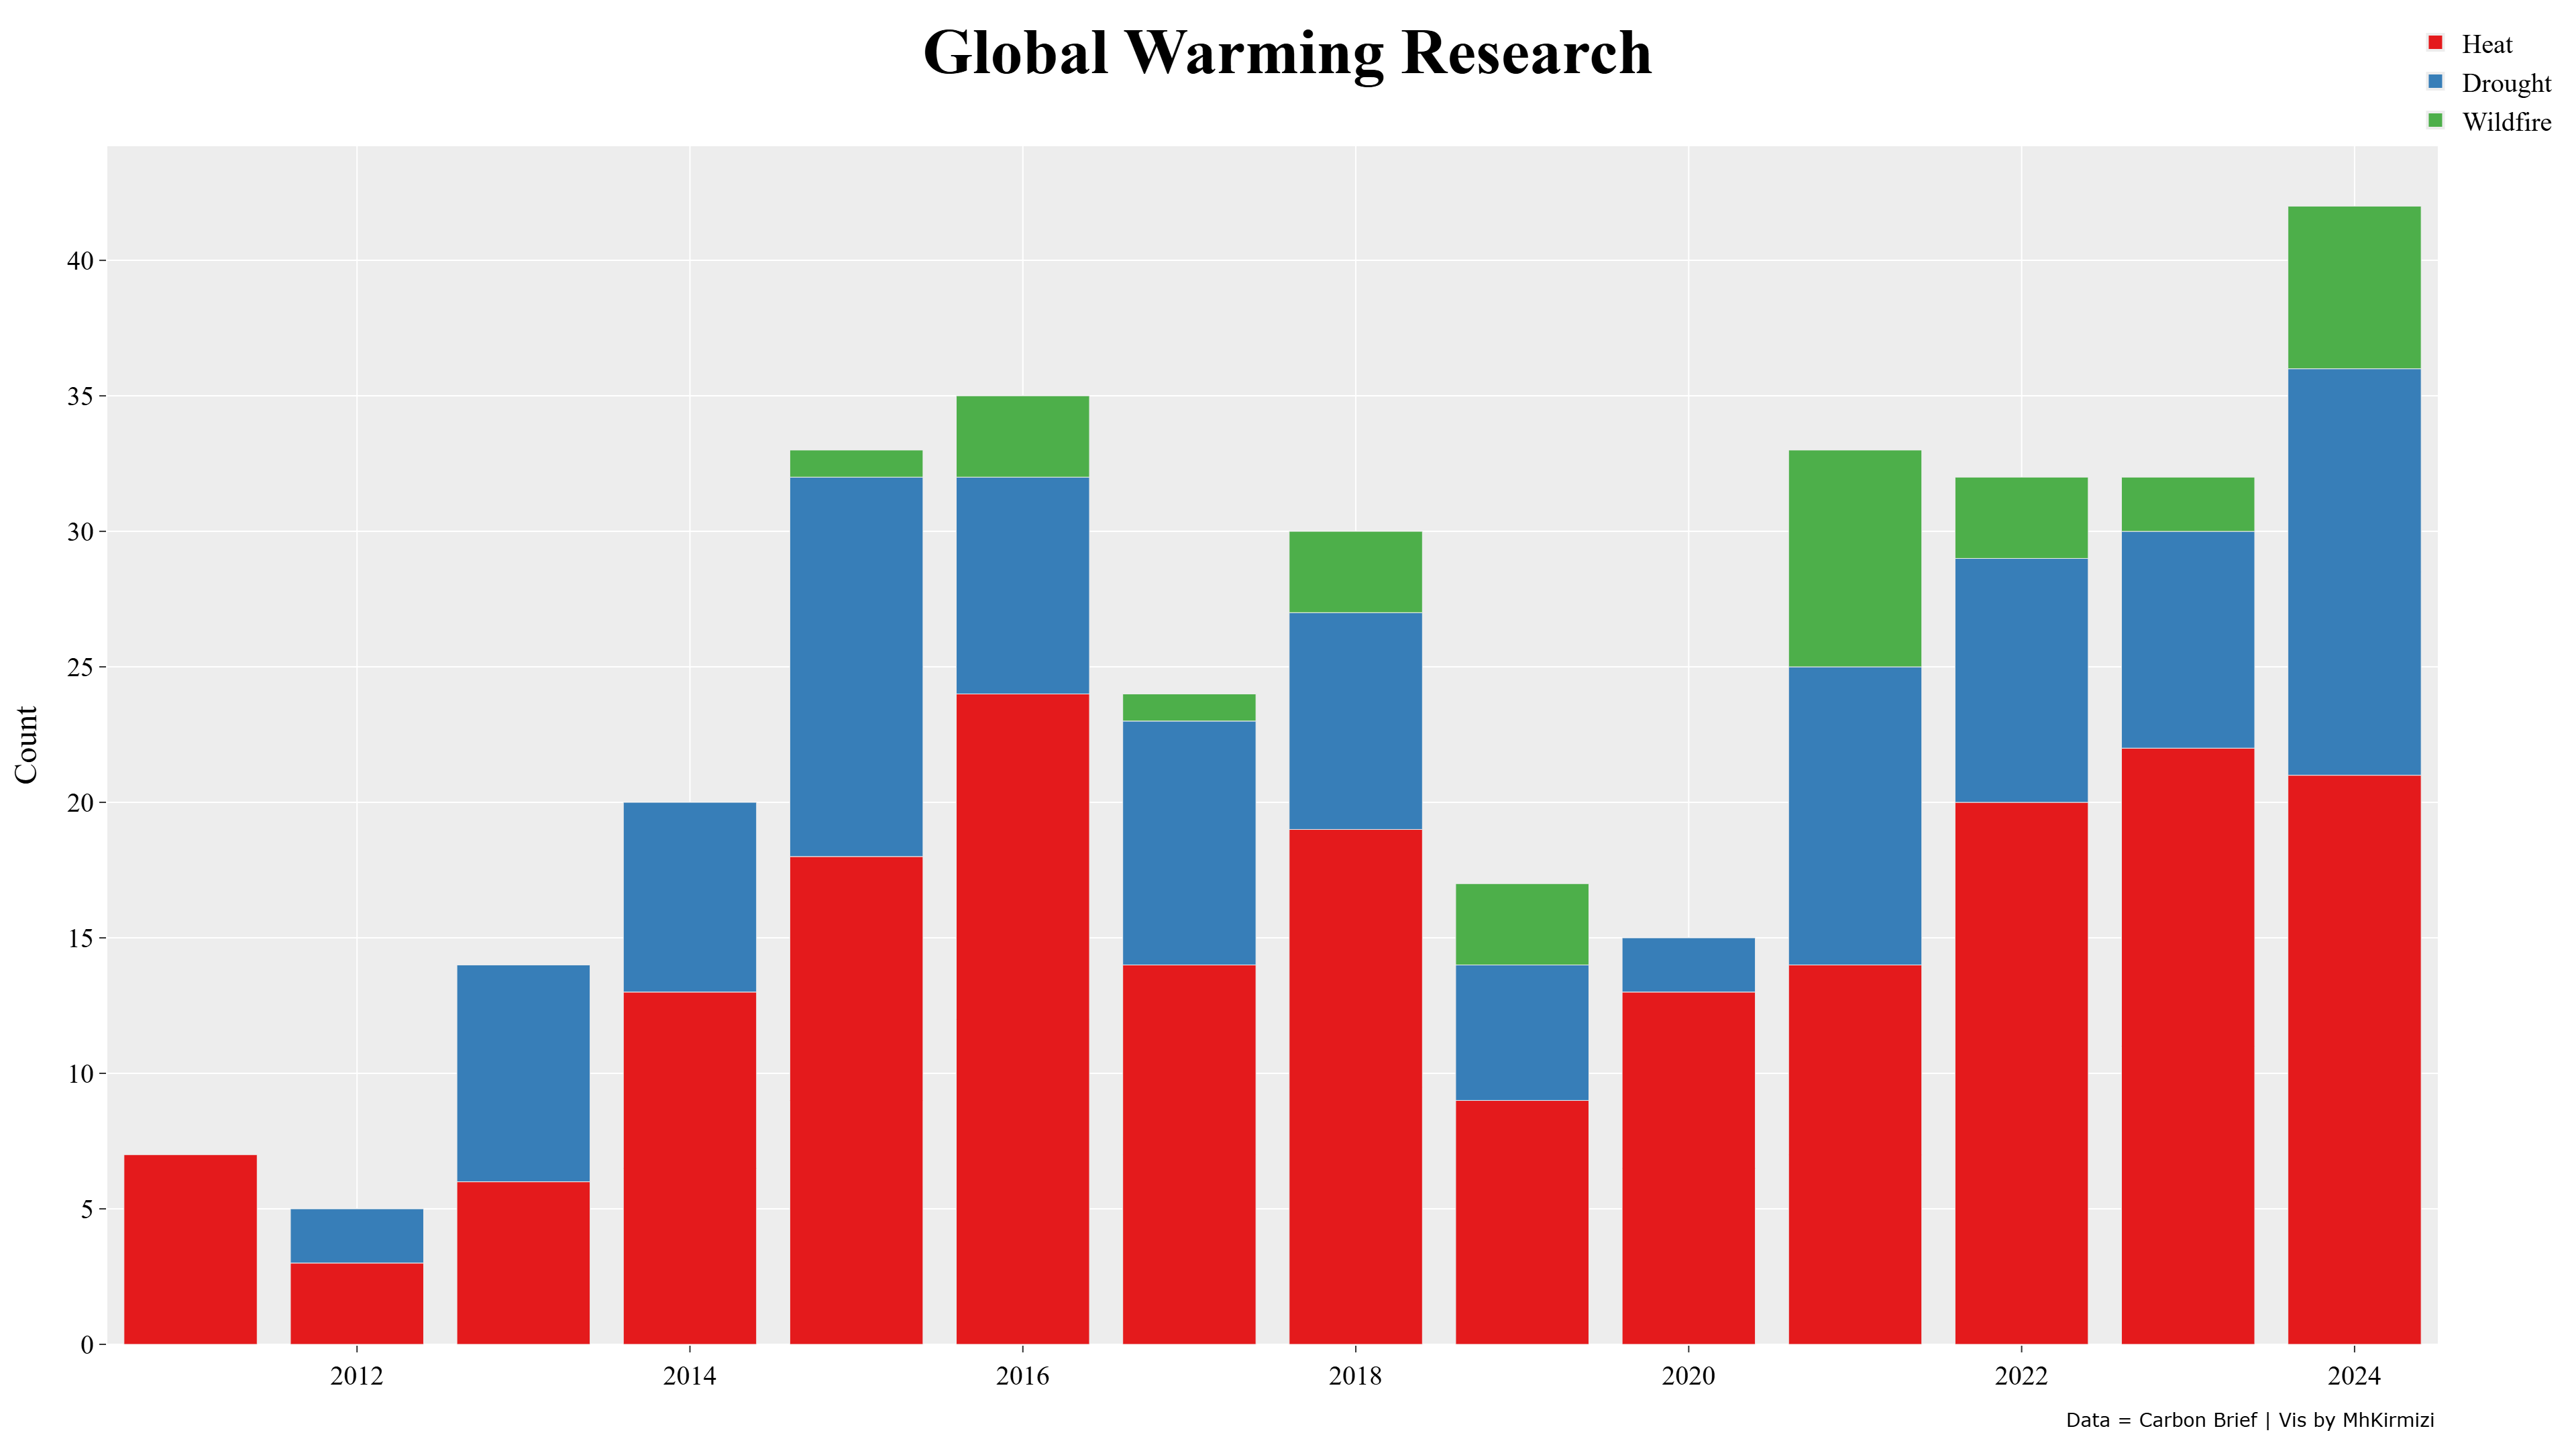 Global Warming Research
Heat
Drought
Wildfire
Count
40
35
30
25
20
15
10
5
0
2012
2014
2016
2018
2020
2022
2024
Data = Carbon Brief | Vis by MhKirmizi